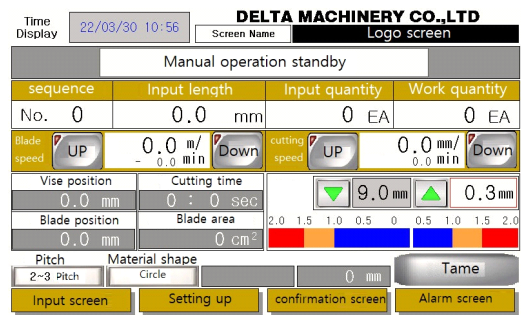 Time Display 22/03/30 10:56 DELTA MACHINERY CO.,LTD
Screen Name Logo screen
Manual operation standby
sequence Input length Input quantity Work quantity
No. 0 0.0 mm 0 EA 0 EA
Blade speed UP 0.0 m/ Down cutting speed UP 0.0 m/ Down
- 0.0 min 0.0 min
Vise position Cutting time
0.0 mm 0 : 0 sec 9.0 mm 0.3 mm
Blade position Blade area 2.0 1.5 1.0 0.5 0 0.5 1.0 1.5 2.0
0.0 mm 0 cm²
Pitch Material shape
2~3 Pitch Circle 0 mm Tame
Input screen Setting up confirmation screen Alarm screen